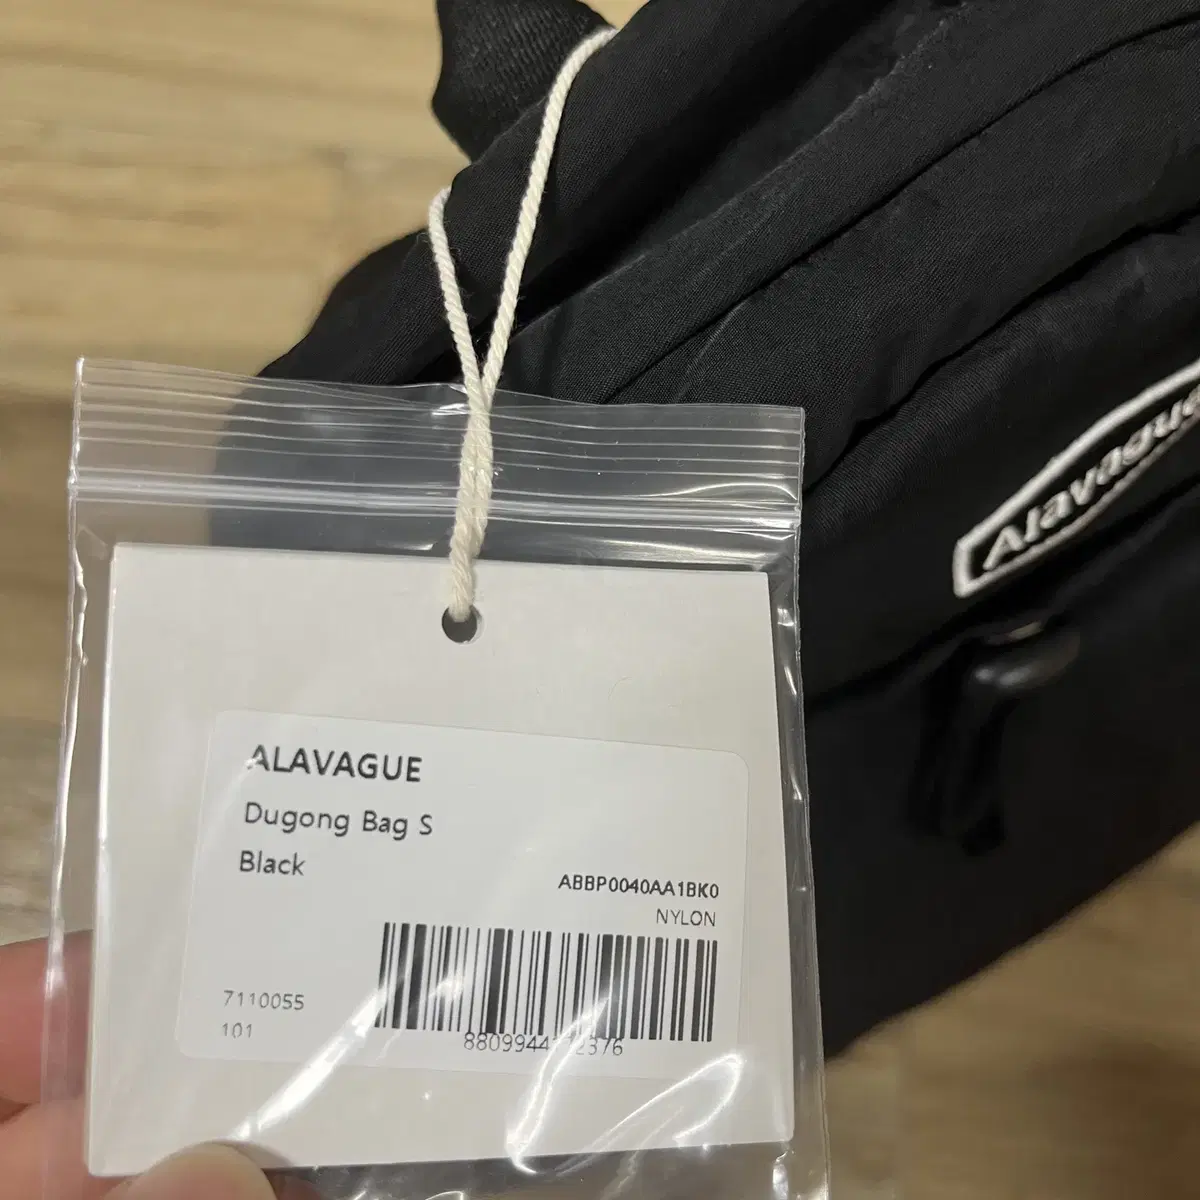 Alavague
ALAVAGUE
Dugong Bag S
Black
ABBP0040AA1BK0
NYLON
7110055
101